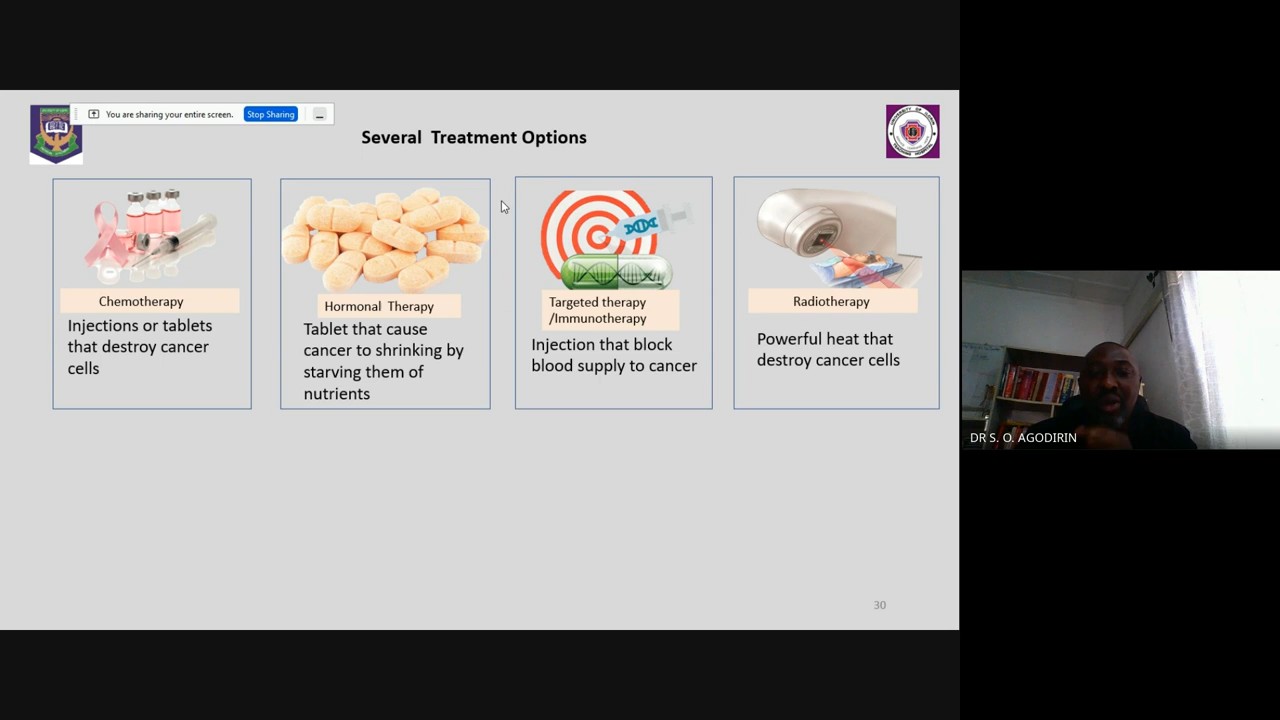 You are sharing your entire screen.
Stop Sharing
Several Treatment Options
Chemotherapy
Injections or tablets
that destroy cancer
cells
Hormonal Therapy
Tablet that cause
cancer to shrinking by
starving them of
nutrients
Targeted therapy
/Immunotherapy
Injection that block
blood supply to cancer
Radiotherapy
Powerful heat that
destroy cancer cells
30
DR S. O. AGODIRIN